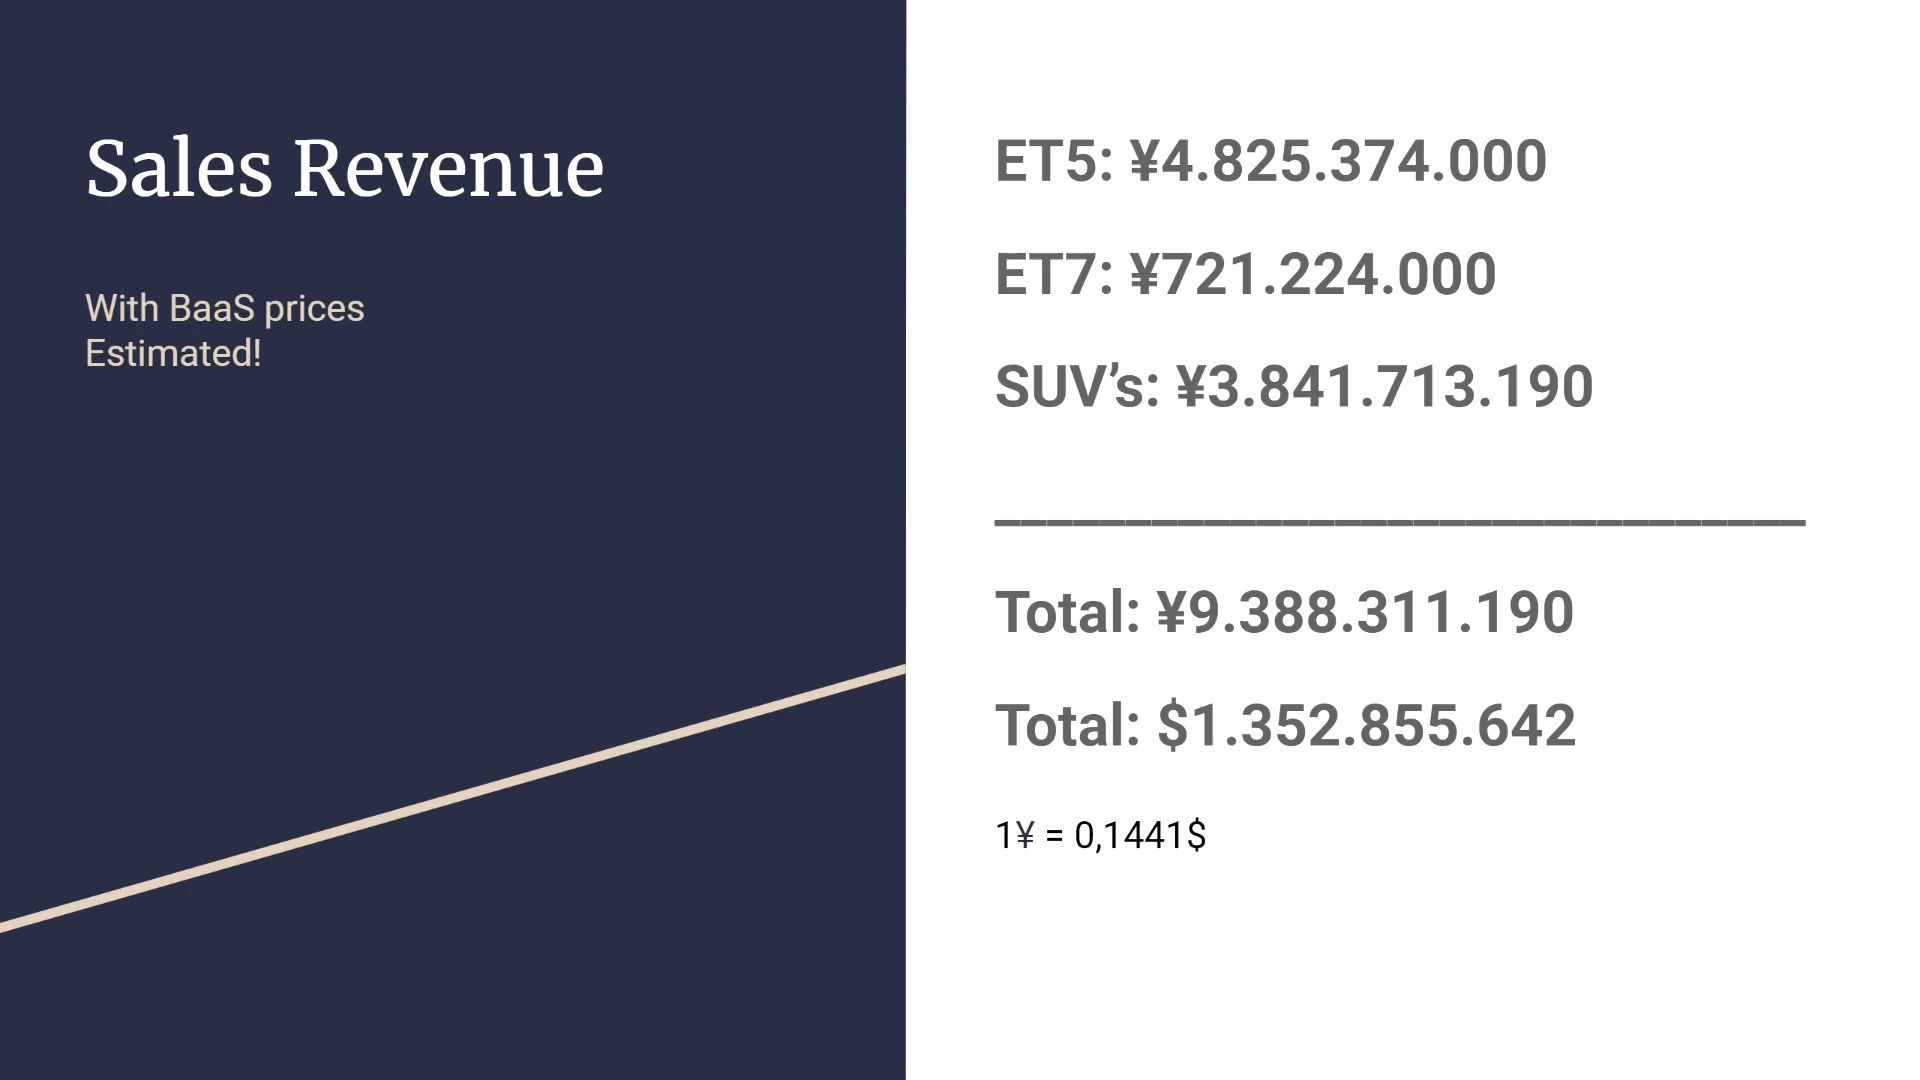 Sales Revenue
With BaaS prices
Estimated!
ET5: ¥4.825.374.000
ET7: ¥721.224.000
SUV’s: ¥3.841.713.190
Total: ¥9.388.311.190
Total: $1.352.855.642
1¥ = 0,1441$